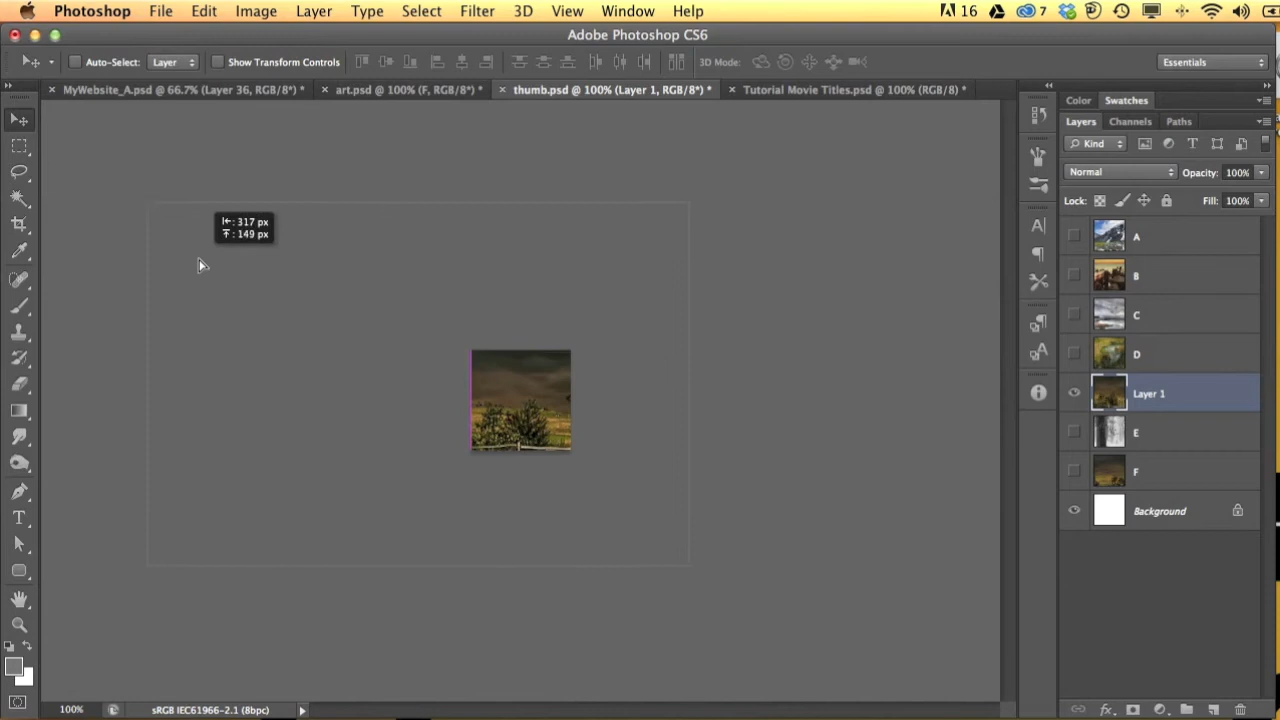 Photoshop File Edit Image Layer Type Select Filter 3D View Window Help 16 7
Adobe Photoshop CS6
Auto-Select: Layer Show Transform Controls 3D Mode: Essentials
MyWebsite_A.psd @ 66.7% (Layer 36, RGB/8*) * art.psd @ 100% (F, RGB/8*) * thumb.psd @ 100% (Layer 1, RGB/8*) * Tutorial Movie Titles.psd @ 100% (RGB/8) *
Color Swatches
Layers Channels Paths
Kind
Normal Opacity: 100%
Lock: Fill: 100%
: 317 px
: 149 px
A
B
C
D
Layer 1
E
F
Background
100% sRGB IEC61966-2.1 (8bpc)